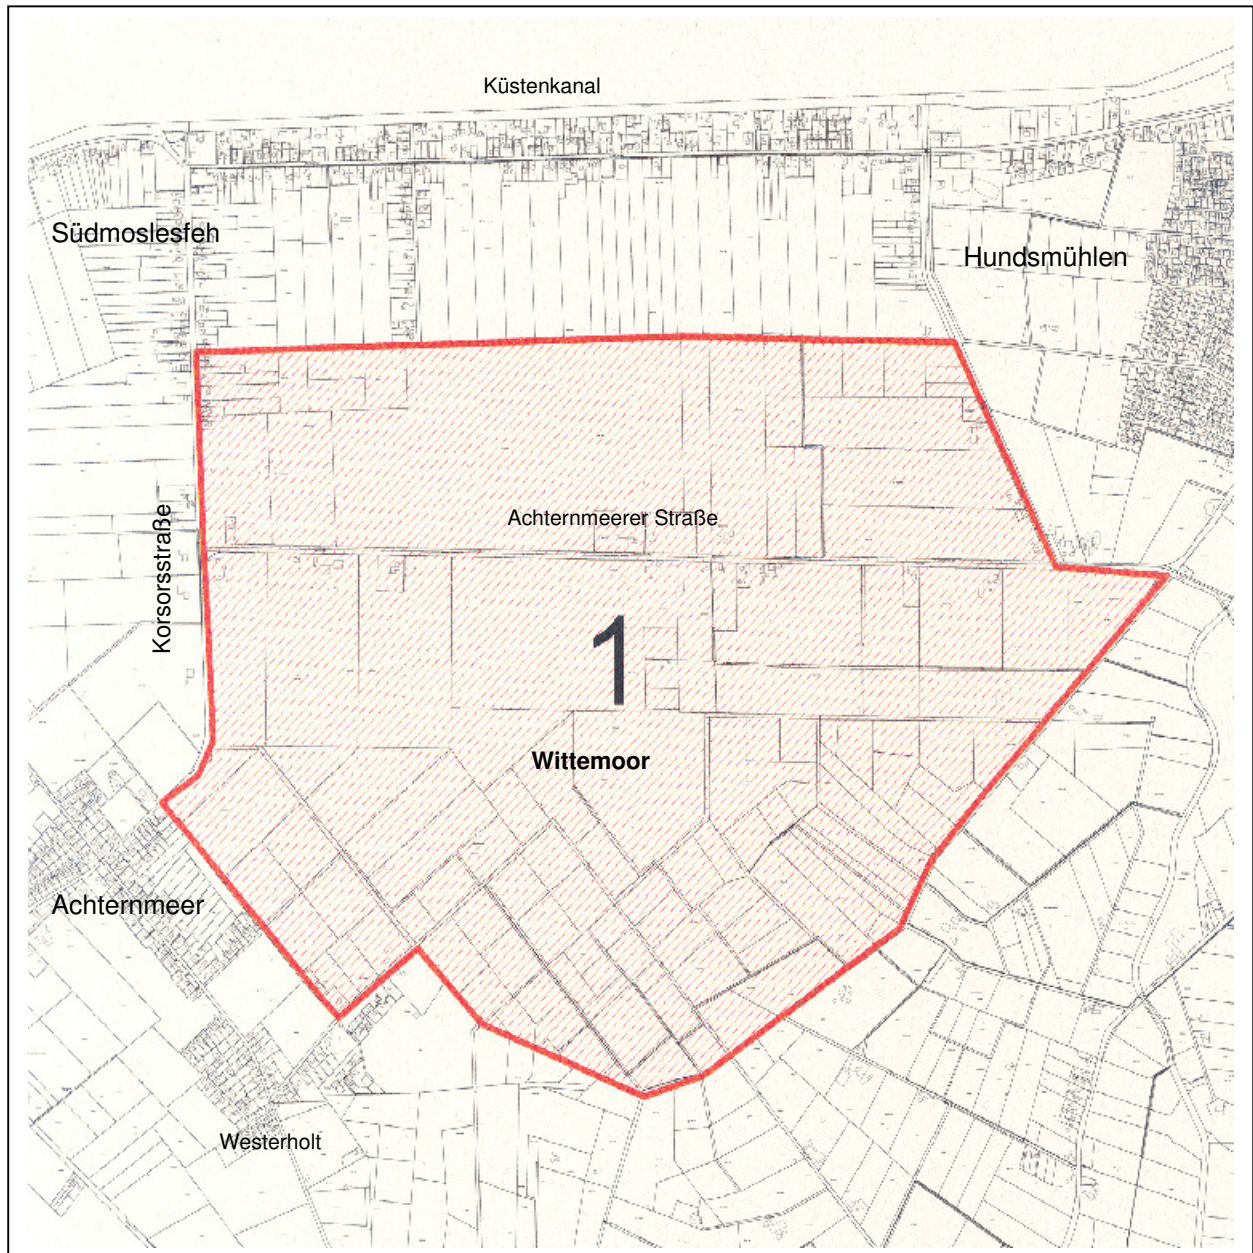 Küstenkanal
Südmoslesfeh
Hundsmühlen
Achternmeerer Straße
Korsorsstraße
1
Wittemoor
Achternmeer
Westerholt